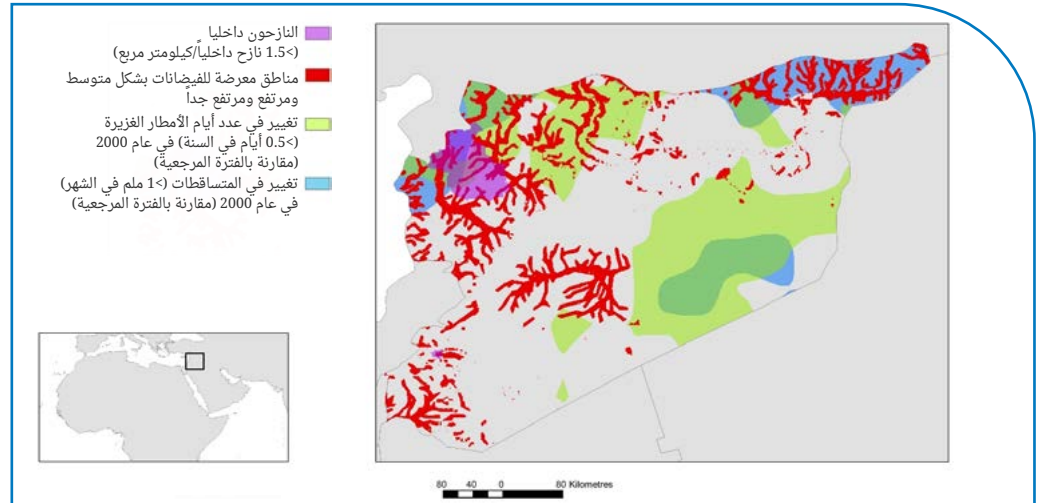 النازحون داخليا
(>1.5 نازح داخلياً/كيلومتر مربع)
مناطق معرضة للفيضانات بشكل متوسط
ومرتفع ومرتفع جداً
تغيير في عدد أيام الأمطار الغزيرة
(>0.5 أيام في السنة) في عام 2000
(مقارنة بالفترة المرجعية)
تغيير في المتساقطات (>1 ملم في الشهر)
في عام 2000 (مقارنة بالفترة المرجعية)
80 40 0 80 Kilometres